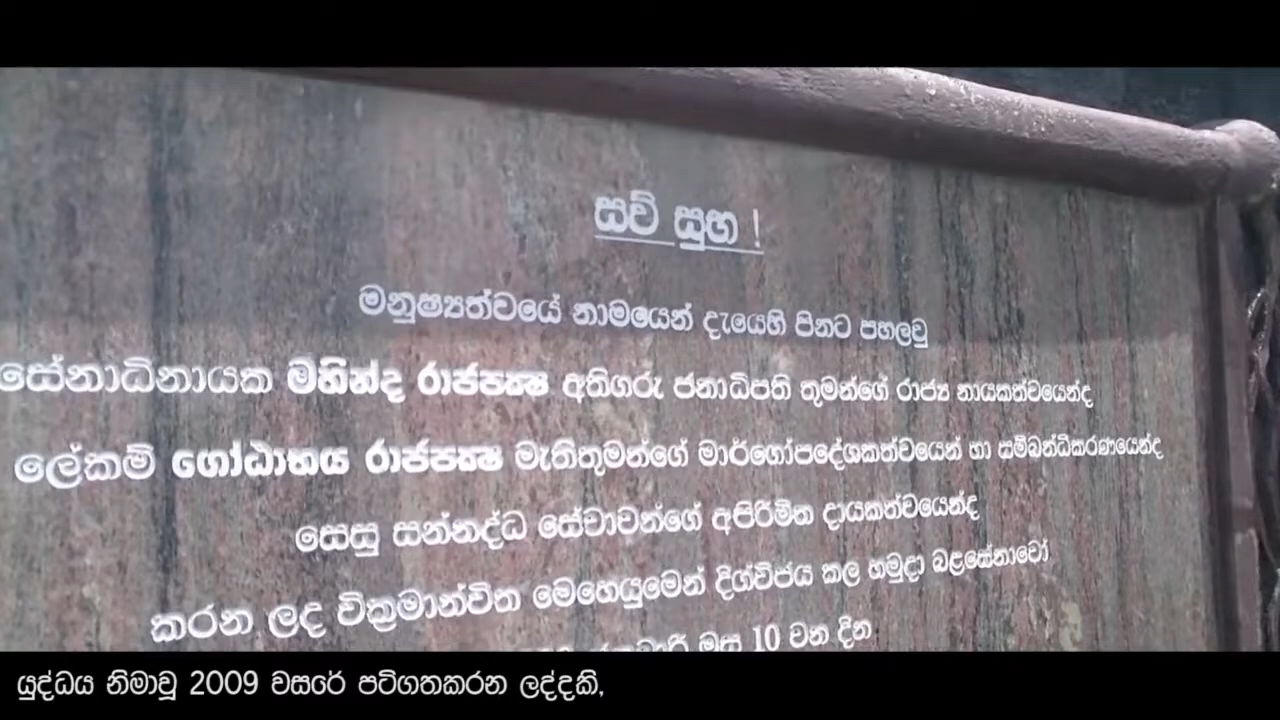 සව් සුභ !
මනුෂ්‍යත්වයේ නාමයෙන් දැයෙහි පිනට පහලවු
සේනාධිනායක මහින්ද රාජපක්ෂ අතිගරු ජනාධිපති තුමන්ගේ රාජ්‍ය නායකත්වයෙන්ද
ලේකම් ගෝඨාභය රාජපක්ෂ මැතිතුමන්ගේ මාර්ගෝපදේශකත්වයෙන් හා සම්බන්ධීකරණයෙන්ද
සෙසු සන්නද්ධ සේවාවන්ගේ අපිරිමිත දායකත්වයෙන්ද
කරන ලද වික්‍රමාන්විත මෙහෙයුමෙන් දිග්විජය කල හමුදා බළසේනාවෝ
මස 10 වන දින
යුද්ධය නිමාවූ 2009 වසරේ පටිගතකරන ලද්දකි,